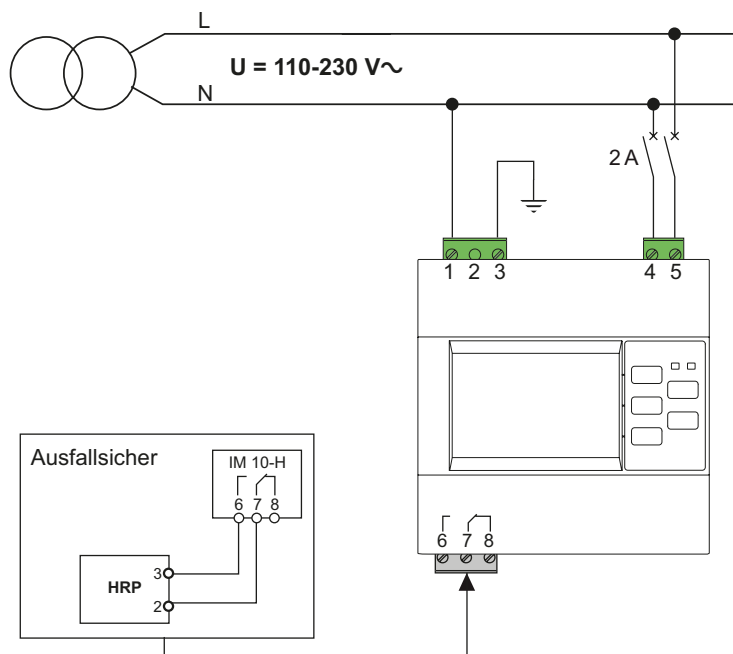 L
U = 110-230 V~
N
2 A
1 2 3
4 5
Ausfallsicher
IM 10-H
6 7 8
3
HRP
2
6 7 8